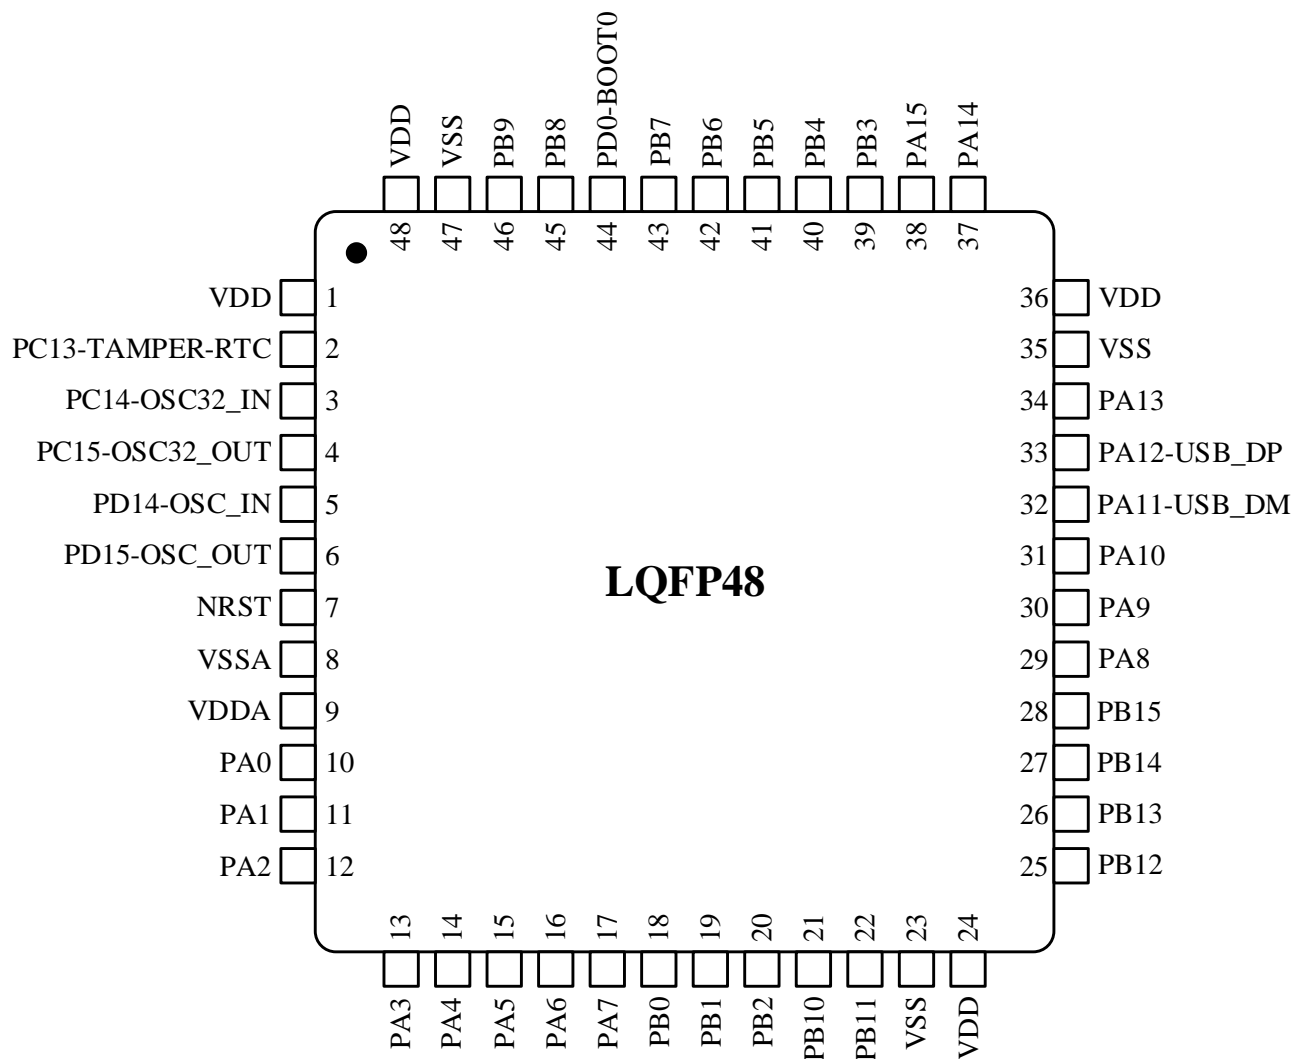 VDD
VSS
PB9
PB8
PD0-BOOT0
PB7
PB6
PB5
PB4
PB3
PA15
PA14
48
47
46
45
44
43
42
41
40
39
38
37
VDD 1
PC13-TAMPER-RTC 2
PC14-OSC32_IN 3
PC15-OSC32_OUT 4
PD14-OSC_IN 5
PD15-OSC_OUT 6
NRST 7
VSSA 8
VDDA 9
PA0 10
PA1 11
PA2 12
LQFP48
36 VDD
35 VSS
34 PA13
33 PA12-USB_DP
32 PA11-USB_DM
31 PA10
30 PA9
29 PA8
28 PB15
27 PB14
26 PB13
25 PB12
13
14
15
16
17
18
19
20
21
22
23
24
PA3
PA4
PA5
PA6
PA7
PB0
PB1
PB2
PB10
PB11
VSS
VDD